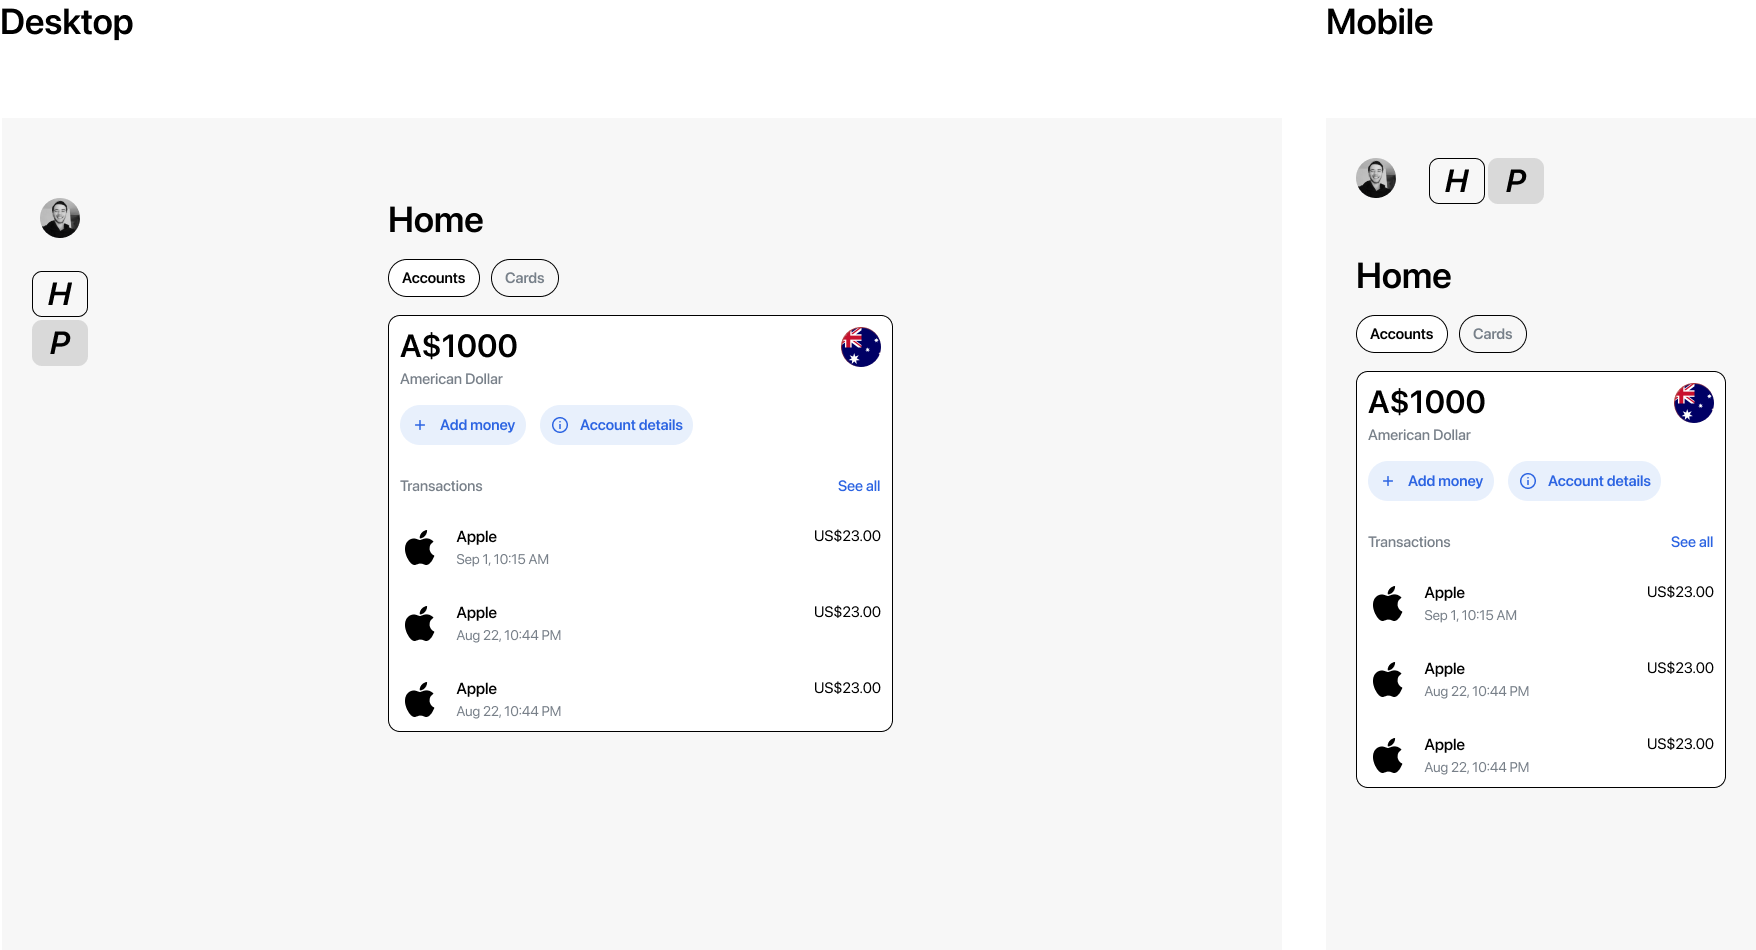 Desktop
H
P
Home
Accounts Cards
A$1000
American Dollar
+ Add money Account details
Transactions See all
Apple US$23.00
Sep 1, 10:15 AM
Apple US$23.00
Aug 22, 10:44 PM
Apple US$23.00
Aug 22, 10:44 PM
Mobile
H P
Home
Accounts Cards
A$1000
American Dollar
+ Add money Account details
Transactions See all
Apple US$23.00
Sep 1, 10:15 AM
Apple US$23.00
Aug 22, 10:44 PM
Apple US$23.00
Aug 22, 10:44 PM